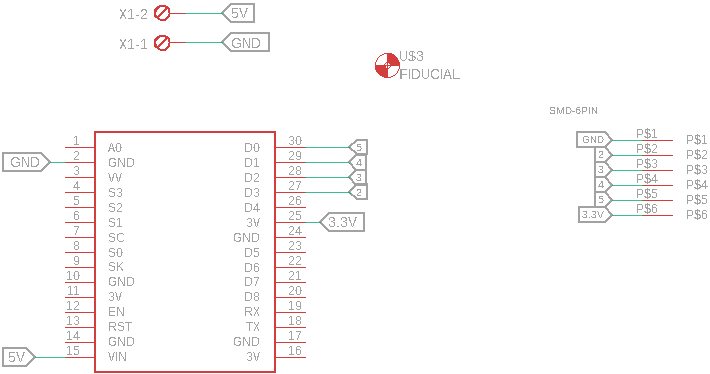 X1-2 5V
X1-1 GND
U$3
FIDUCIAL
SMD-6PIN
GND P$1 P$1
2 P$2 P$2
3 P$3 P$3
4 P$4 P$4
5 P$5 P$5
3.3V P$6 P$6
1 A0 D0 30 5
GND 2 GND D1 29 4
3 VV D2 28 3
4 S3 D3 27 2
5 S2 D4 26
6 S1 3V 25 3.3V
7 SC GND 24
8 S0 D5 23
9 SK D6 22
10 GND D7 21
11 3V D8 20
12 EN RX 19
13 RST TX 18
14 GND GND 17
5V 15 VIN 3V 16